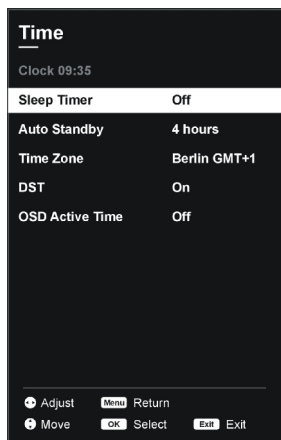 Time
Clock 09:35
Sleep Timer Off
Auto Standby 4 hours
Time Zone Berlin GMT+1
DST On
OSD Active Time Off
Adjust Menu Return
Move OK Select Exit Exit